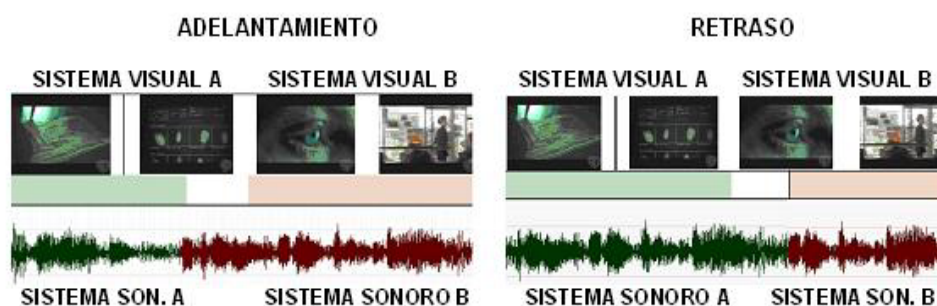 ADELANTAMIENTO
SISTEMA VISUAL A
SISTEMA VISUAL B
SISTEMA SON. A
SISTEMA SONORO B
RETRASO
SISTEMA VISUAL A
SISTEMA VISUAL B
SISTEMA SONORO A
SISTEMA SON. B